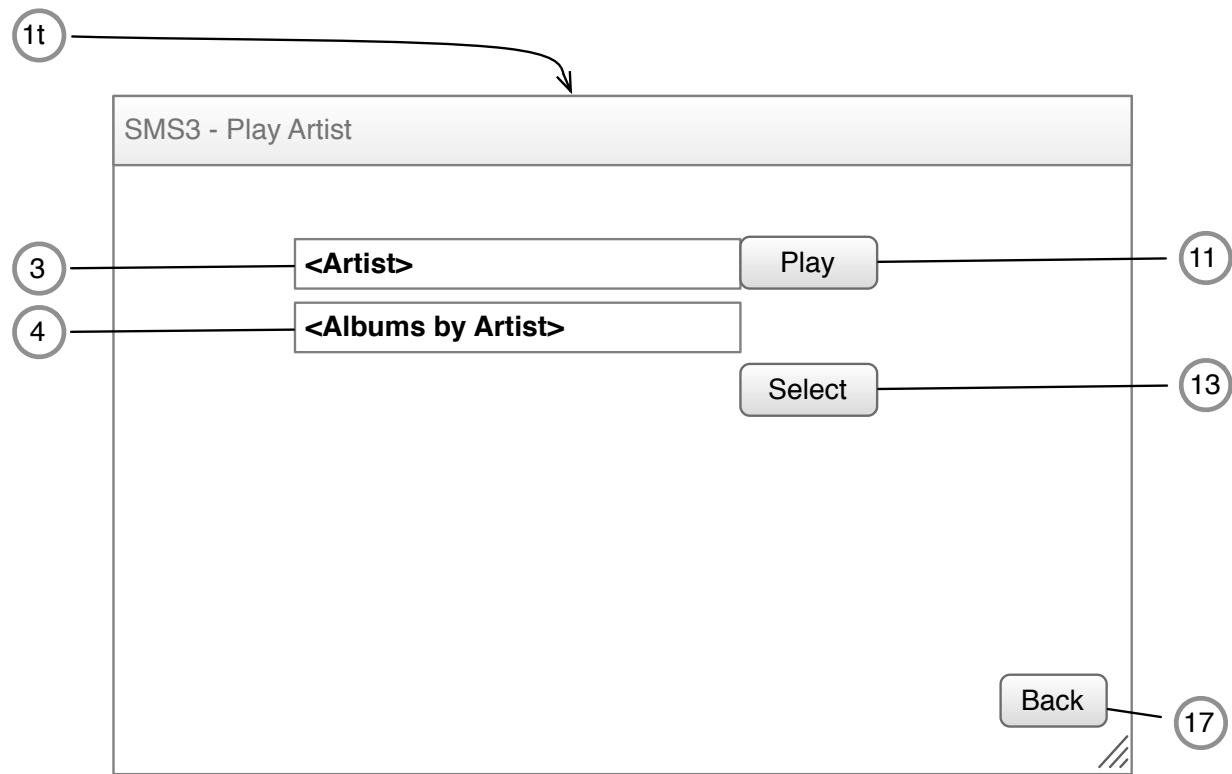 1t
SMS3 - Play Artist
3
<Artist>
Play
11
4
<Albums by Artist>
Select
13
Back
17